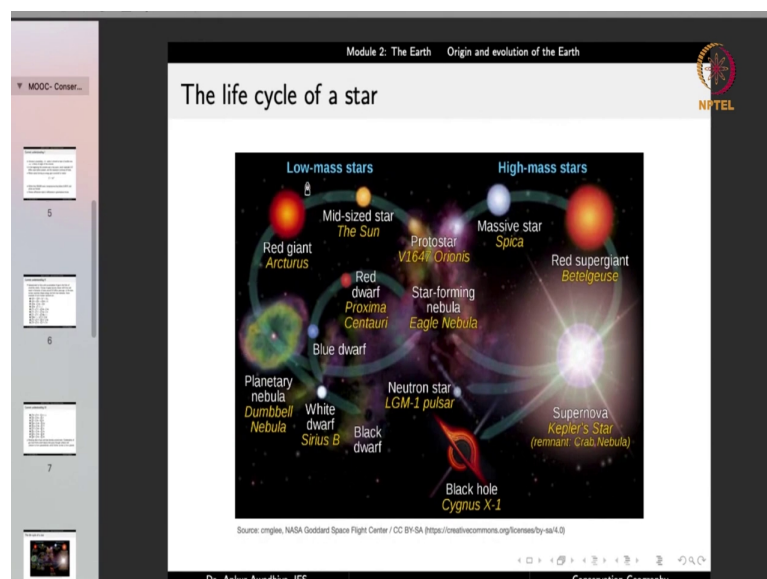 Module 2: The Earth Origin and evolution of the Earth
NPTEL
MOOC- Conser...
The life cycle of a star
Low-mass stars
High-mass stars
Mid-sized star
The Sun
Red giant
Arcturus
Protostar
V1647 Orionis
Massive star
Spica
Red supergiant
Betelgeuse
Red
dwarf
Proxima
Centauri
Star-forming
nebula
Eagle Nebula
Blue dwarf
Planetary
nebula
Dumbbell
Nebula
White
dwarf
Sirius B
Black
dwarf
Neutron star
LGM-1 pulsar
Supernova
Kepler's Star
(remnant: Crab Nebula)
Black hole
Cygnus X-1
Source: cmglee, NASA Goddard Space Flight Center / CC BY-SA (https://creativecommons.org/licenses/by-sa/4.0)
5
6
7